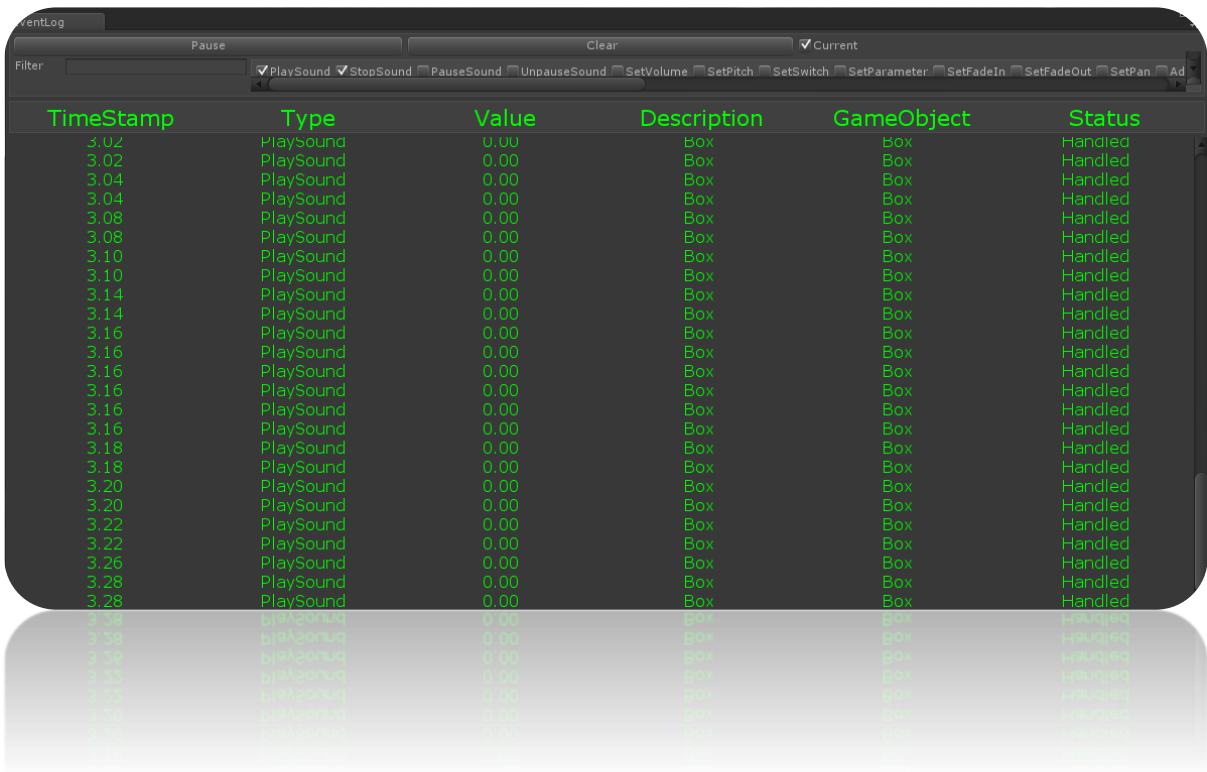 ventLog
Pause Clear Current
Filter PlaySound StopSound PauseSound UnpauseSound SetVolume SetPitch SetSwitch SetParameter SetFadeIn SetFadeOut SetPan Ad
TimeStamp Type Value Description GameObject Status
3.02 PlaySound 0.00 Box Box Handled
3.02 PlaySound 0.00 Box Box Handled
3.04 PlaySound 0.00 Box Box Handled
3.04 PlaySound 0.00 Box Box Handled
3.08 PlaySound 0.00 Box Box Handled
3.08 PlaySound 0.00 Box Box Handled
3.10 PlaySound 0.00 Box Box Handled
3.10 PlaySound 0.00 Box Box Handled
3.14 PlaySound 0.00 Box Box Handled
3.14 PlaySound 0.00 Box Box Handled
3.16 PlaySound 0.00 Box Box Handled
3.16 PlaySound 0.00 Box Box Handled
3.16 PlaySound 0.00 Box Box Handled
3.16 PlaySound 0.00 Box Box Handled
3.16 PlaySound 0.00 Box Box Handled
3.16 PlaySound 0.00 Box Box Handled
3.18 PlaySound 0.00 Box Box Handled
3.18 PlaySound 0.00 Box Box Handled
3.20 PlaySound 0.00 Box Box Handled
3.20 PlaySound 0.00 Box Box Handled
3.22 PlaySound 0.00 Box Box Handled
3.22 PlaySound 0.00 Box Box Handled
3.26 PlaySound 0.00 Box Box Handled
3.28 PlaySound 0.00 Box Box Handled
3.28 PlaySound 0.00 Box Box Handled